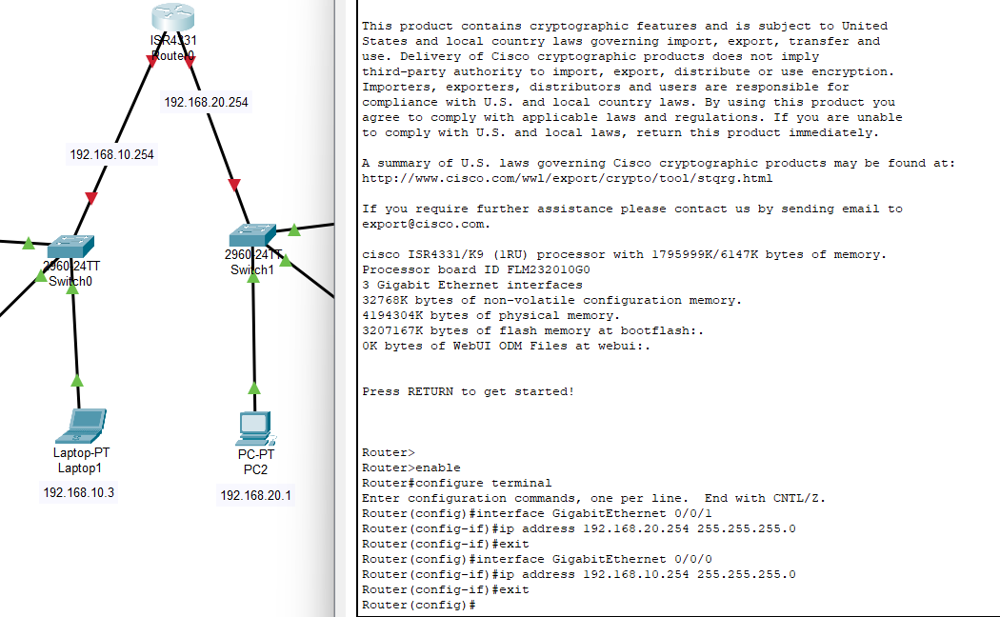 ISR4331
Router0
192.168.20.254
192.168.10.254
2960-24TT
Switch0
2960-24TT
Switch1
Laptop-PT
Laptop1
192.168.10.3
PC-PT
PC2
192.168.20.1
This product contains cryptographic features and is subject to United
States and local country laws governing import, export, transfer and
use. Delivery of Cisco cryptographic products does not imply
third-party authority to import, export, distribute or use encryption.
Importers, exporters, distributors and users are responsible for
compliance with U.S. and local country laws. By using this product you
agree to comply with applicable laws and regulations. If you are unable
to comply with U.S. and local laws, return this product immediately.
A summary of U.S. laws governing Cisco cryptographic products may be found at:
http://www.cisco.com/wwl/export/crypto/tool/stqrg.html
If you require further assistance please contact us by sending email to
export@cisco.com.
cisco ISR4331/K9 (1RU) processor with 1795999K/6147K bytes of memory.
Processor board ID FLM232010G0
3 Gigabit Ethernet interfaces
32768K bytes of non-volatile configuration memory.
4194304K bytes of physical memory.
3207167K bytes of flash memory at bootflash:.
0K bytes of WebUI ODM Files at webui:.
Press RETURN to get started!
Router>
Router>enable
Router#configure terminal
Enter configuration commands, one per line.  End with CNTL/Z.
Router(config)#interface GigabitEthernet 0/0/1
Router(config-if)#ip address 192.168.20.254 255.255.255.0
Router(config-if)#exit
Router(config)#interface GigabitEthernet 0/0/0
Router(config-if)#ip address 192.168.10.254 255.255.255.0
Router(config-if)#exit
Router(config)#